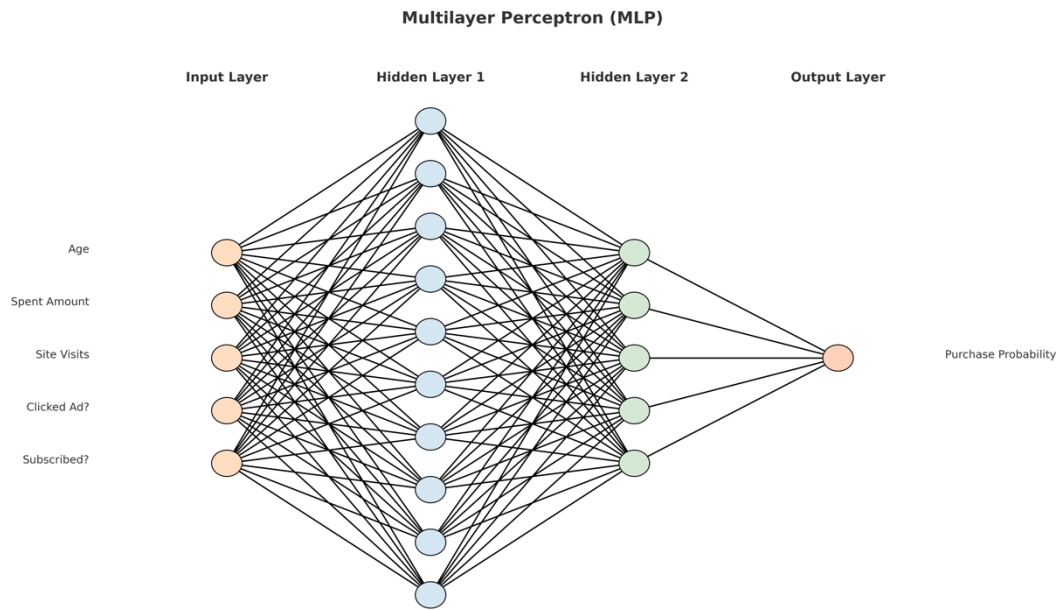 Multilayer Perceptron (MLP)
Input Layer
Hidden Layer 1
Hidden Layer 2
Output Layer
Age
Spent Amount
Site Visits
Clicked Ad?
Subscribed?
Purchase Probability